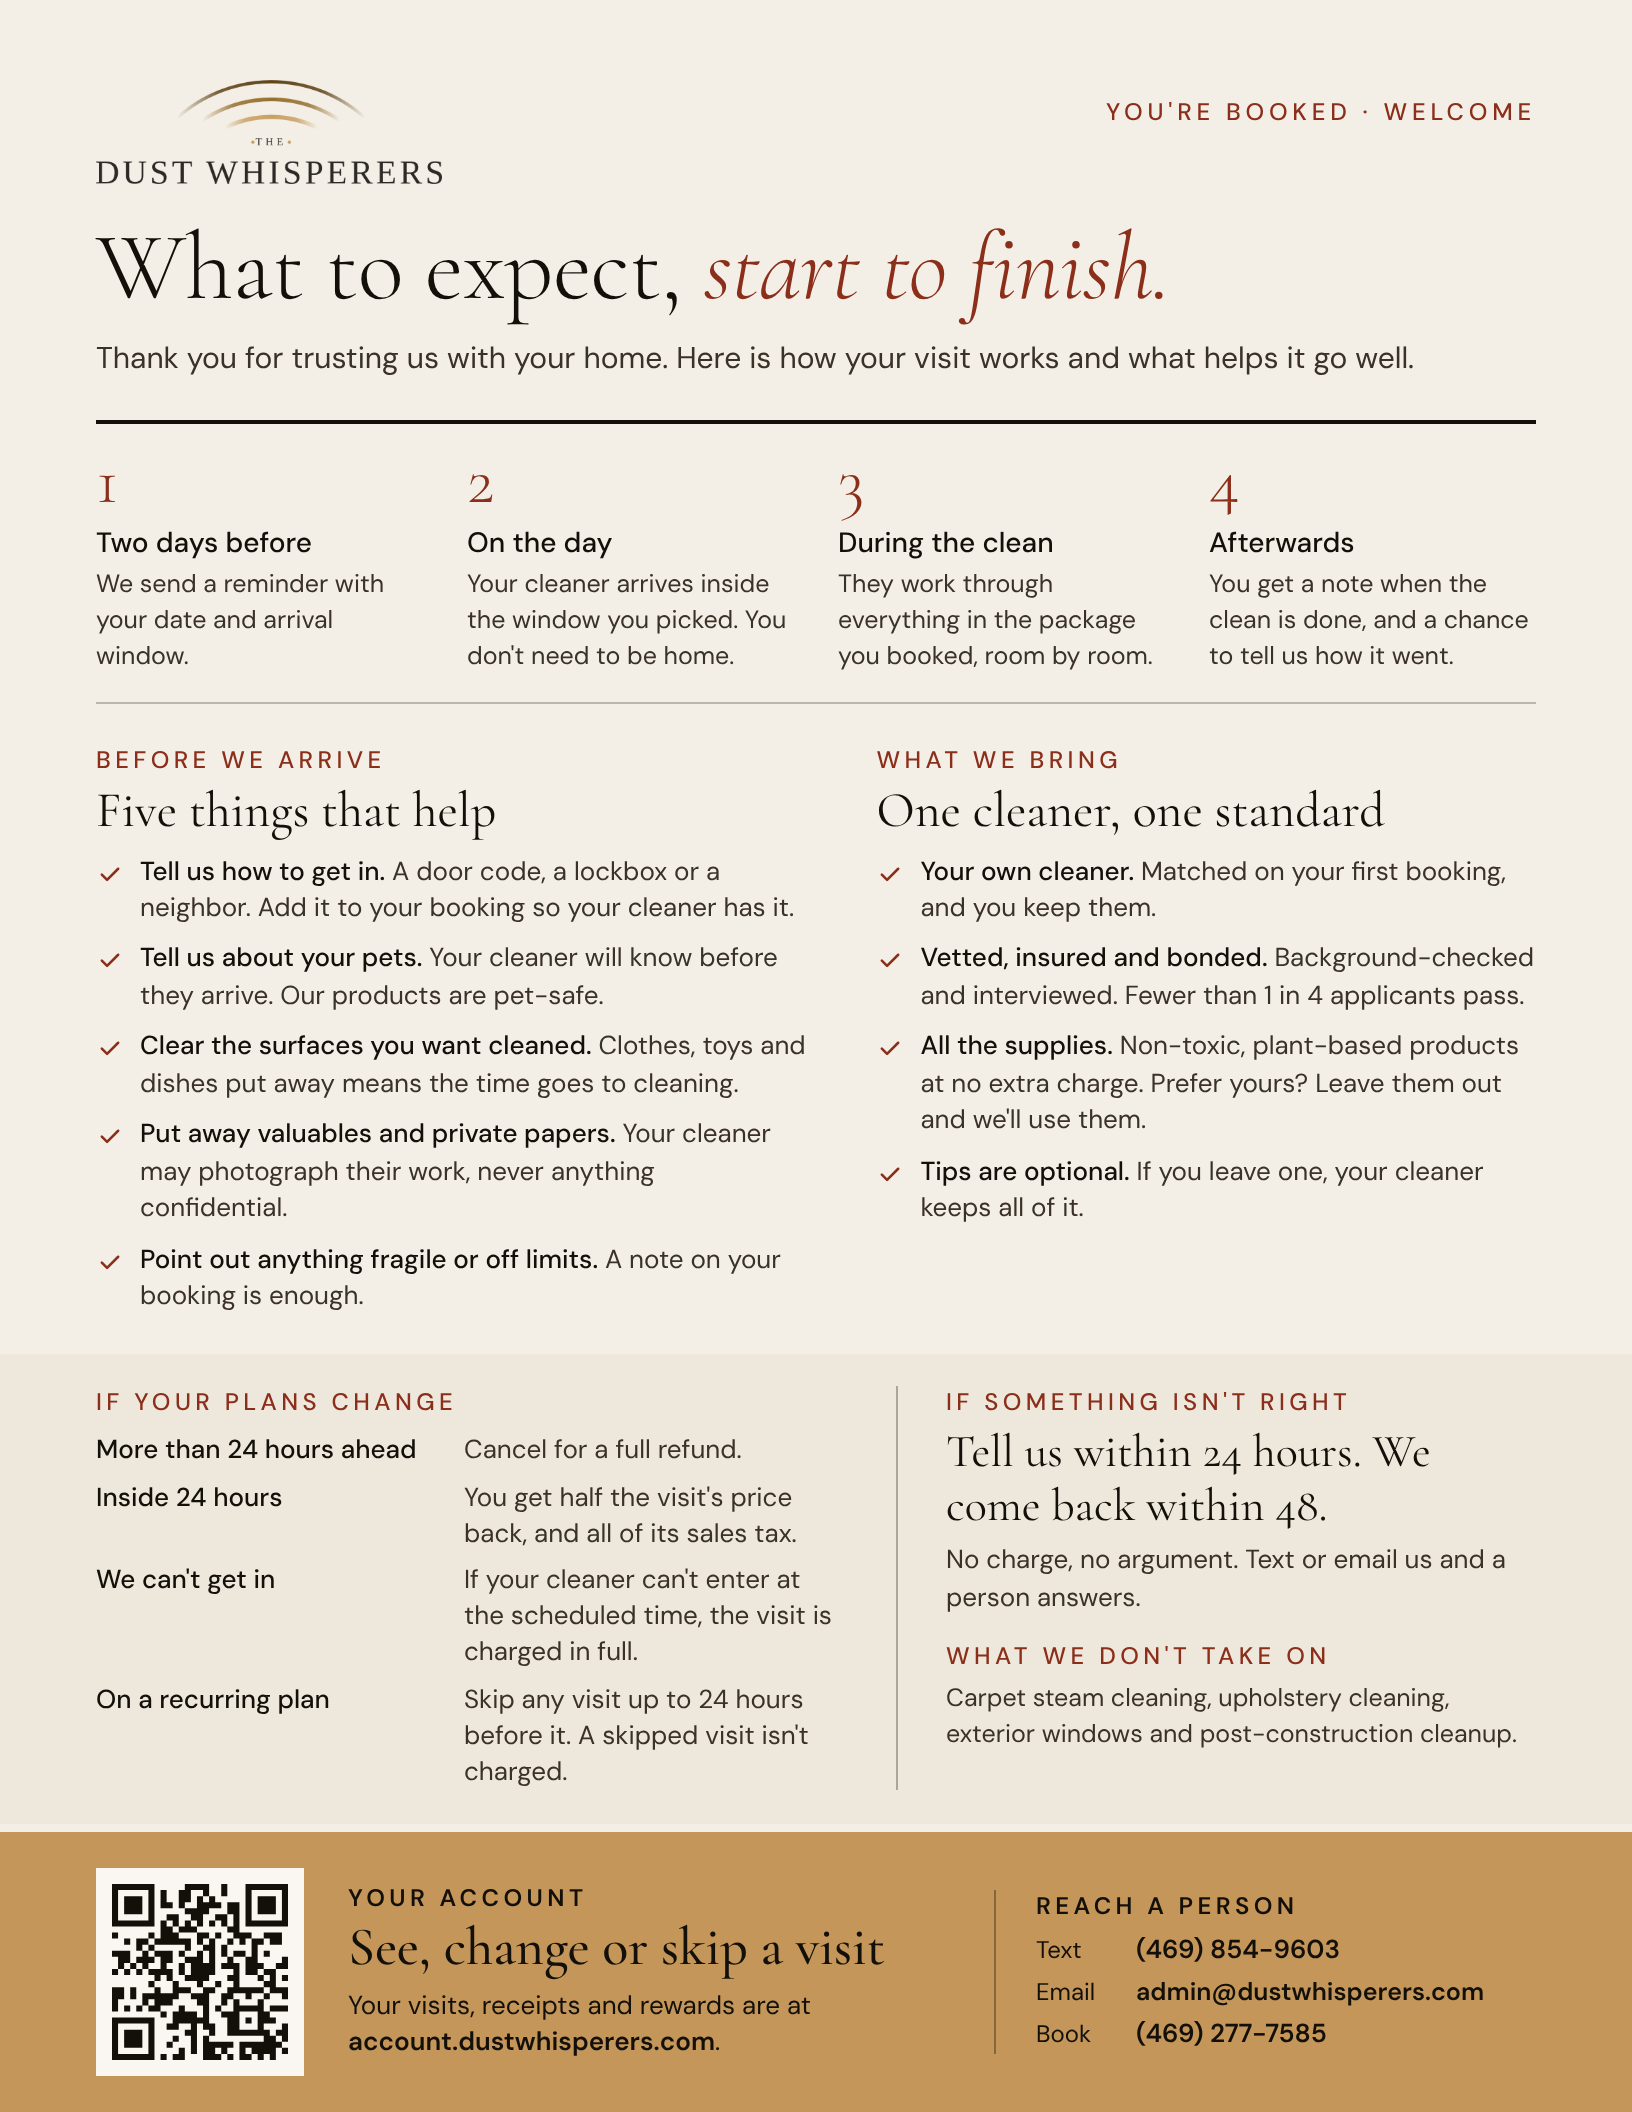 THE
DUST WHISPERERS
YOU'RE BOOKED · WELCOME
What to expect, start to finish.
Thank you for trusting us with your home. Here is how your visit works and what helps it go well.
1
Two days before
We send a reminder with
your date and arrival
window.
2
On the day
Your cleaner arrives inside
the window you picked. You
don't need to be home.
3
During the clean
They work through
everything in the package
you booked, room by room.
4
Afterwards
You get a note when the
clean is done, and a chance
to tell us how it went.
BEFORE WE ARRIVE
Five things that help
Tell us how to get in. A door code, a lockbox or a
neighbor. Add it to your booking so your cleaner has it.
Tell us about your pets. Your cleaner will know before
they arrive. Our products are pet-safe.
Clear the surfaces you want cleaned. Clothes, toys and
dishes put away means the time goes to cleaning.
Put away valuables and private papers. Your cleaner
may photograph their work, never anything
confidential.
Point out anything fragile or off limits. A note on your
booking is enough.
WHAT WE BRING
One cleaner, one standard
Your own cleaner. Matched on your first booking,
and you keep them.
Vetted, insured and bonded. Background-checked
and interviewed. Fewer than 1 in 4 applicants pass.
All the supplies. Non-toxic, plant-based products
at no extra charge. Prefer yours? Leave them out
and we'll use them.
Tips are optional. If you leave one, your cleaner
keeps all of it.
IF YOUR PLANS CHANGE
More than 24 hours ahead
Cancel for a full refund.
Inside 24 hours
You get half the visit's price
back, and all of its sales tax.
We can't get in
If your cleaner can't enter at
the scheduled time, the visit is
charged in full.
On a recurring plan
Skip any visit up to 24 hours
before it. A skipped visit isn't
charged.
IF SOMETHING ISN'T RIGHT
Tell us within 24 hours. We
come back within 48.
No charge, no argument. Text or email us and a
person answers.
WHAT WE DON'T TAKE ON
Carpet steam cleaning, upholstery cleaning,
exterior windows and post-construction cleanup.
YOUR ACCOUNT
See, change or skip a visit
Your visits, receipts and rewards are at
account.dustwhisperers.com.
REACH A PERSON
Text (469) 854-9603
Email admin@dustwhisperers.com
Book (469) 277-7585